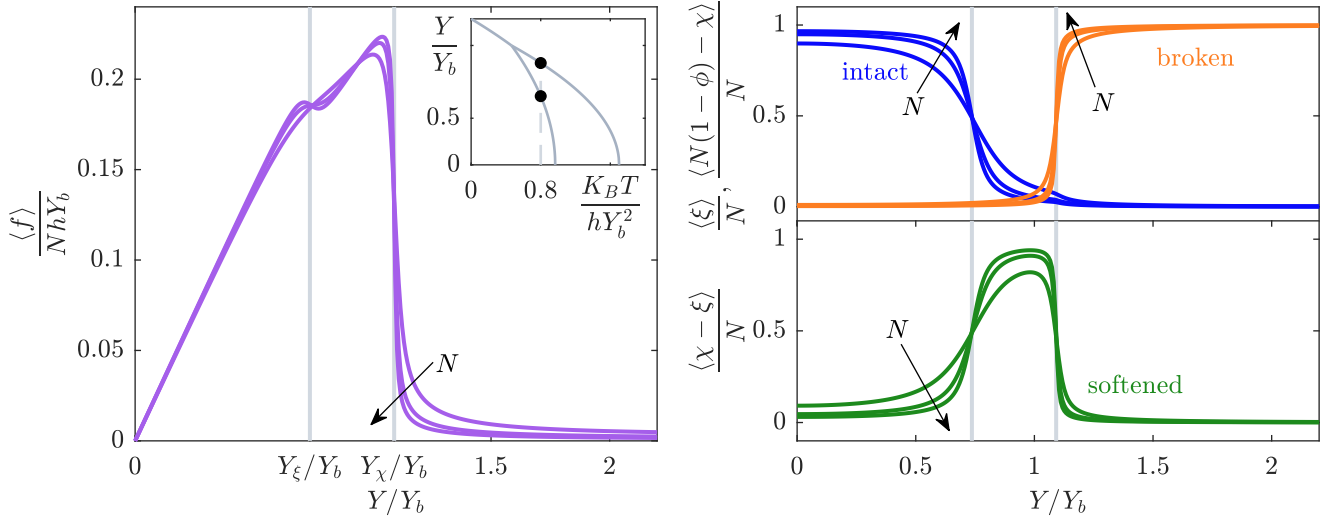 ⟨f⟩ / NhY_b
0.2
0.15
0.1
0.05
0
0
Y_ξ/Y_b
Y_χ/Y_b
1.5
2
Y/Y_b
N
Y / Y_b
1
0.5
0
0
0.8
K_BT / hY_b^2
⟨ξ⟩ / N, ⟨N(1 − ϕ) − χ⟩ / N
1
0.5
0
intact
broken
N
N
⟨χ − ξ⟩ / N
1
0.5
0
N
softened
0
0.5
1
1.5
2
Y/Y_b